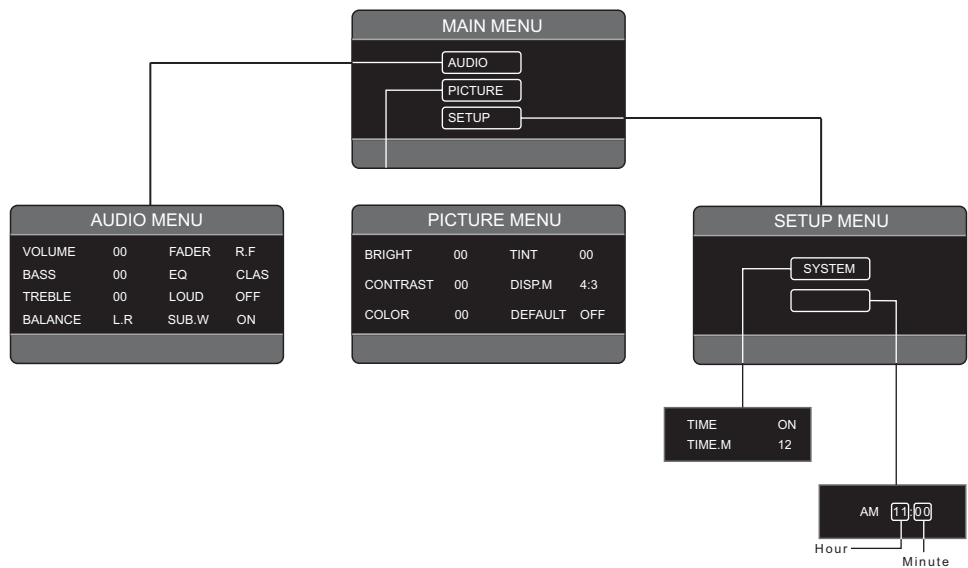 MAIN MENU
AUDIO
PICTURE
SETUP
AUDIO MENU
VOLUME 00 FADER R.F
BASS 00 EQ CLAS
TREBLE 00 LOUD OFF
BALANCE L.R SUB.W ON
PICTURE MENU
BRIGHT 00 TINT 00
CONTRAST 00 DISP.M 4:3
COLOR 00 DEFAULT OFF
SETUP MENU
SYSTEM
TIME ON
TIME.M 12
AM 11:00
Hour
Minute